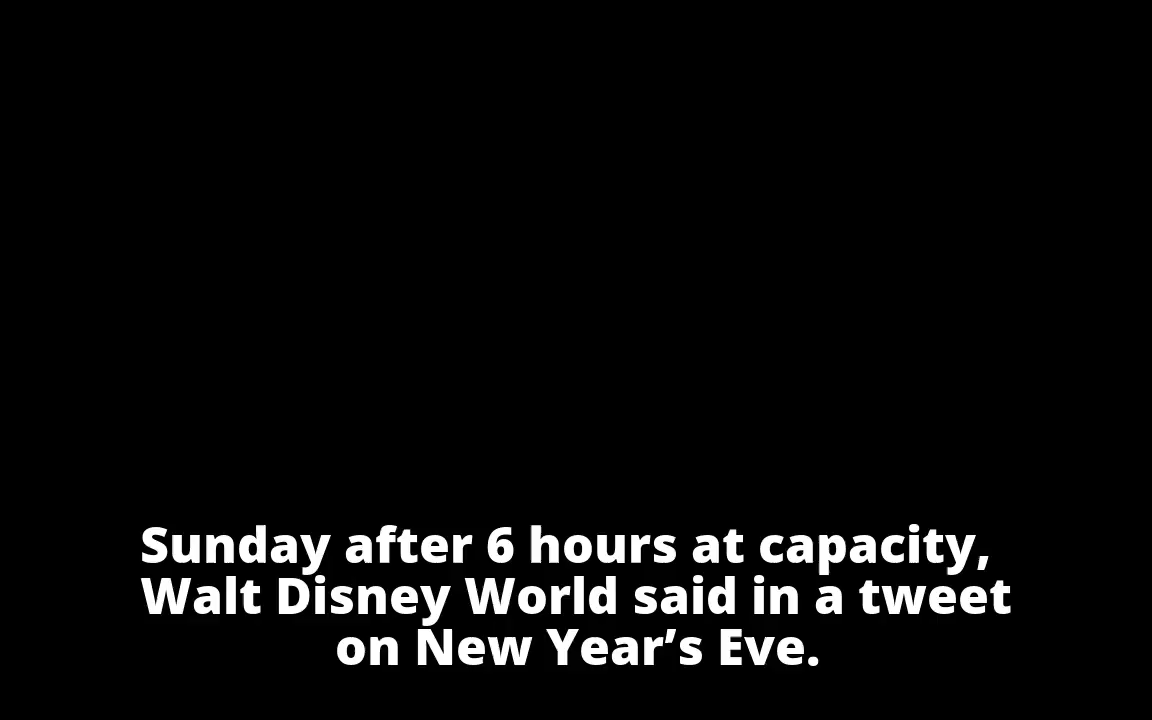 Sunday after 6 hours at capacity,
Walt Disney World said in a tweet
on New Year’s Eve.